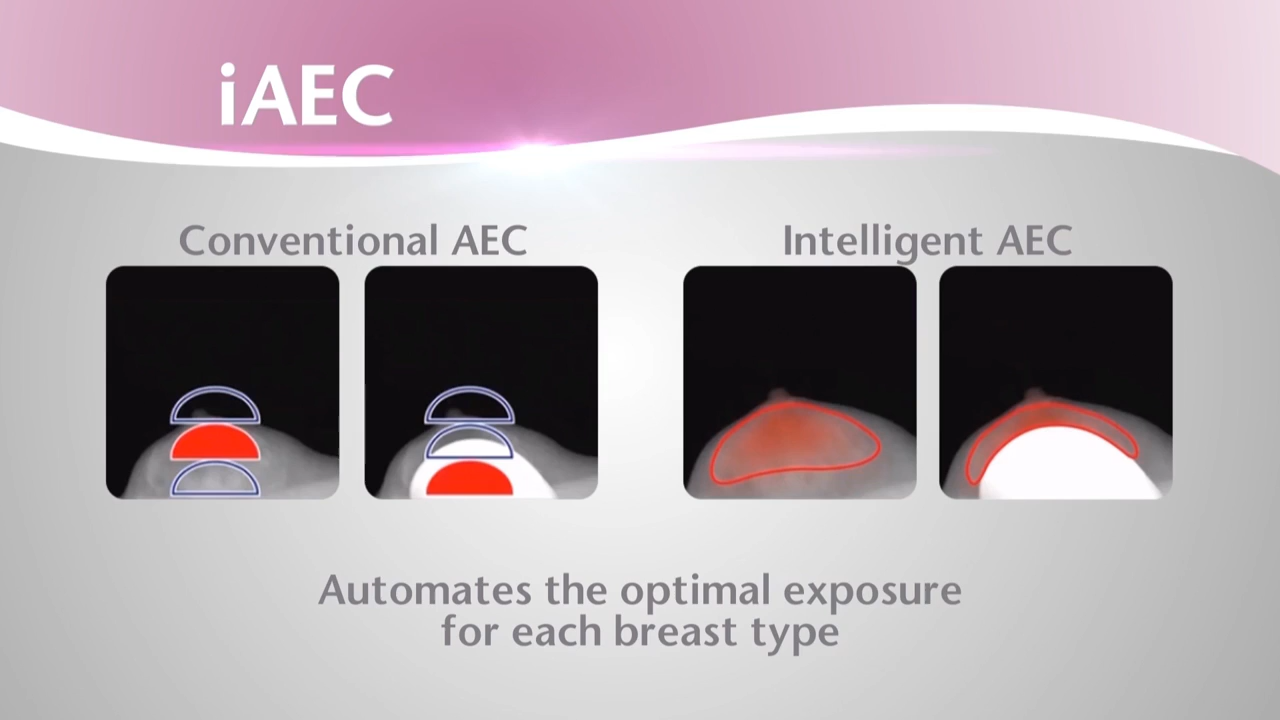 iAEC
Conventional AEC
Intelligent AEC
Automates the optimal exposure
for each breast type